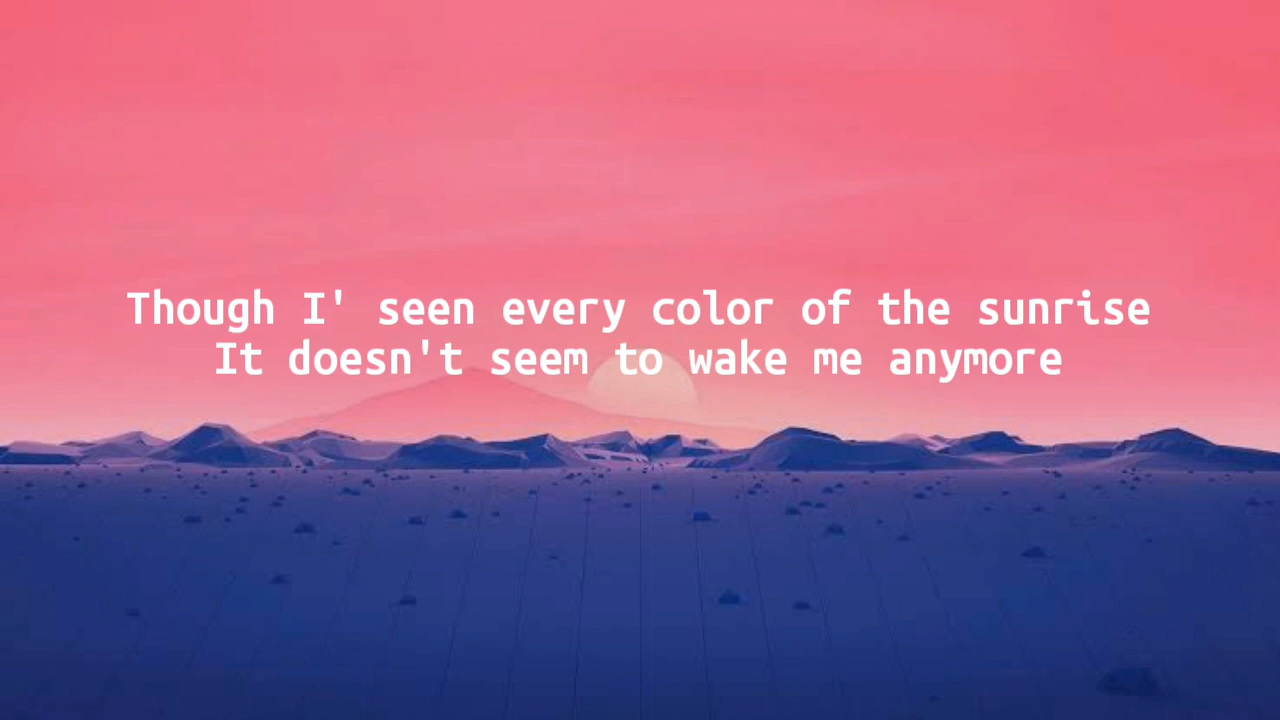 Though I' seen every color of the sunrise
It doesn't seem to wake me anymore